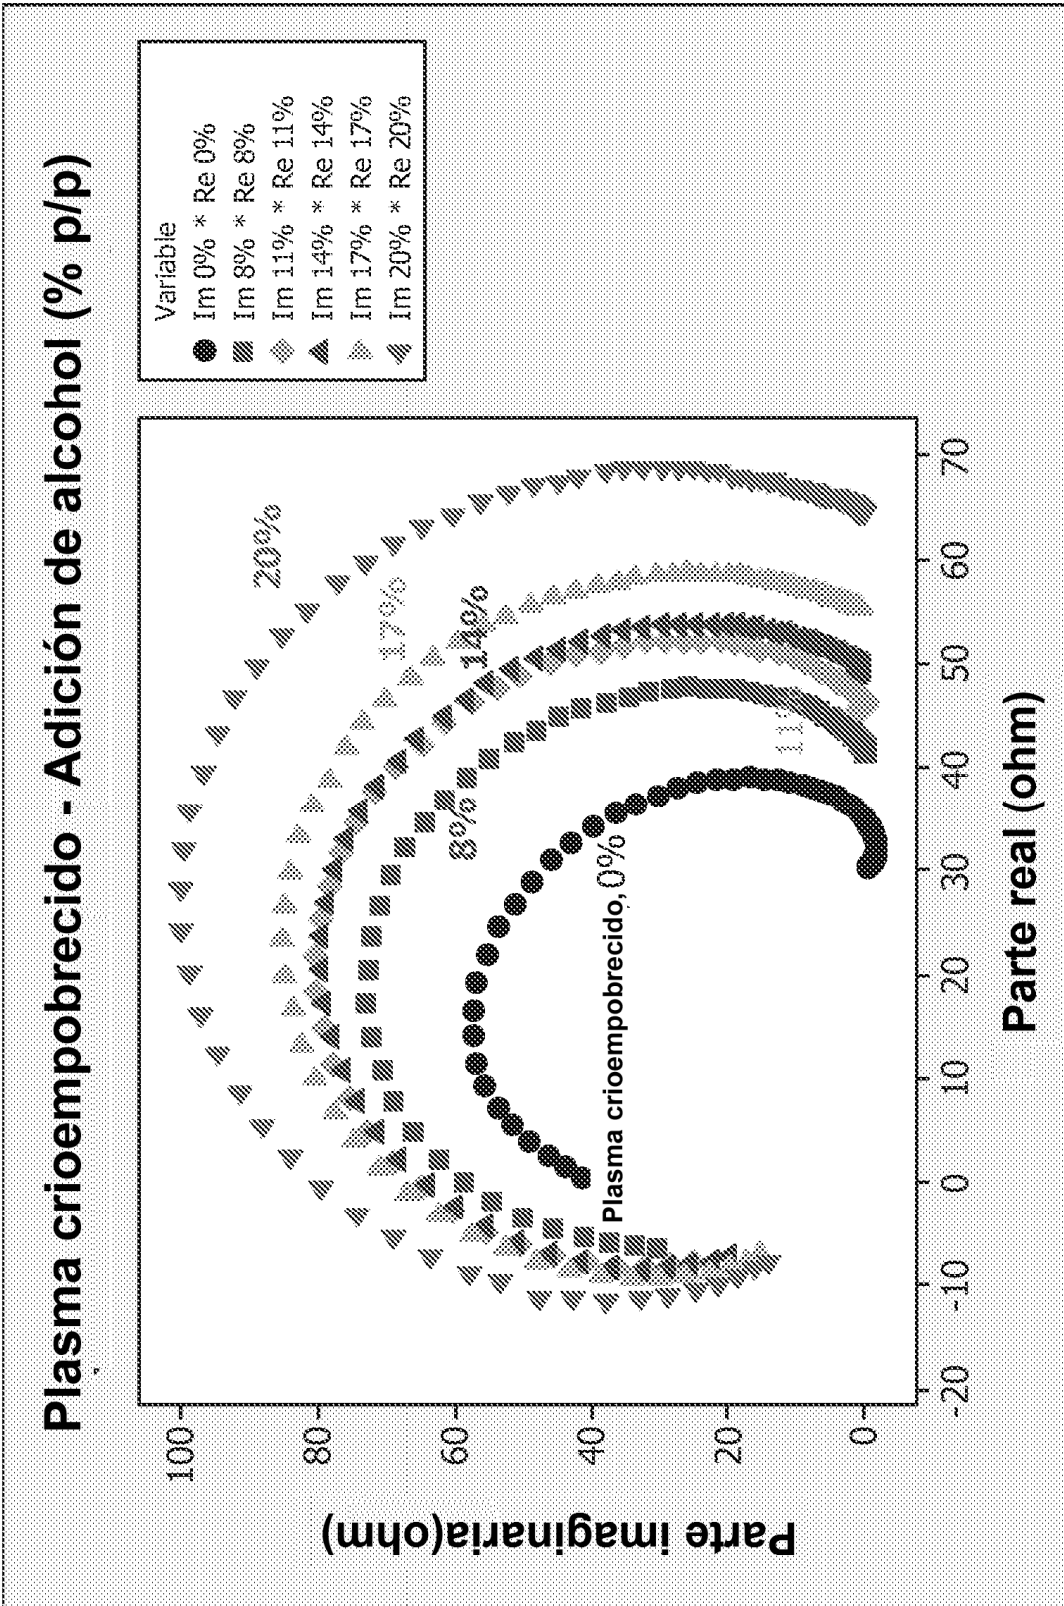 Plasma crioempobrecido - Adición de alcohol (% p/p)
Variable
Im 0% * Re 0%
Im 8% * Re 8%
Im 11% * Re 11%
Im 14% * Re 14%
Im 17% * Re 17%
Im 20% * Re 20%
20%
17%
14%
8%
Plasma crioempobrecido, 0%
Parte imaginaria(ohm)
100
80
60
40
20
0
-20
-10
0
10
20
30
40
50
60
70
Parte real (ohm)